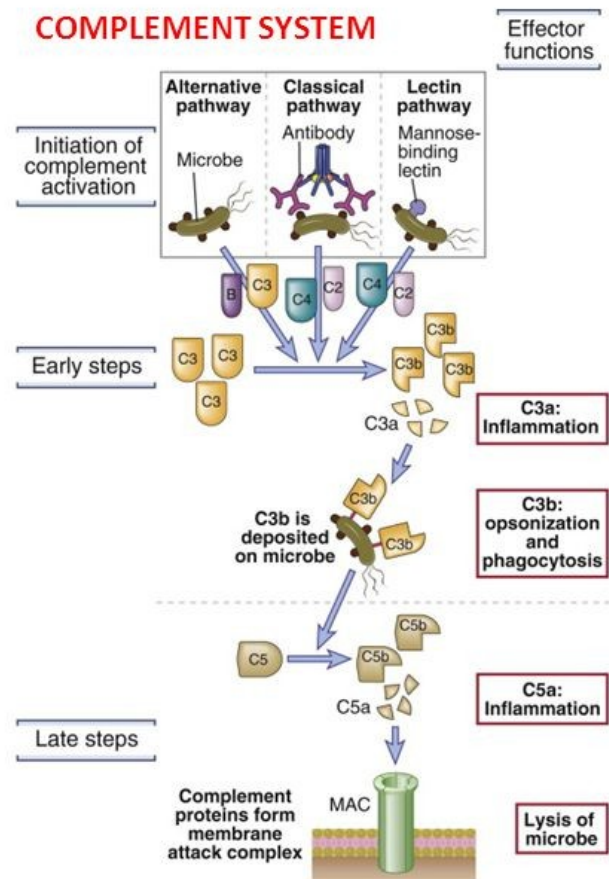 COMPLEMENT SYSTEM
Effector
functions
Alternative
pathway
Classical
pathway
Lectin
pathway
Initiation of
complement
activation
Microbe
Antibody
Mannose-
binding
lectin
B
C3
C4
C2
C4
C2
Early steps
C3
C3
C3
C3b
C3b
C3b
C3a
C3a:
Inflammation
C3b is
deposited
on microbe
C3b
C3b
C3b:
opsonization
and
phagocytosis
C5
C5b
C5b
C5a
C5a:
Inflammation
Late steps
Complement
proteins form
membrane
attack complex
MAC
Lysis of
microbe